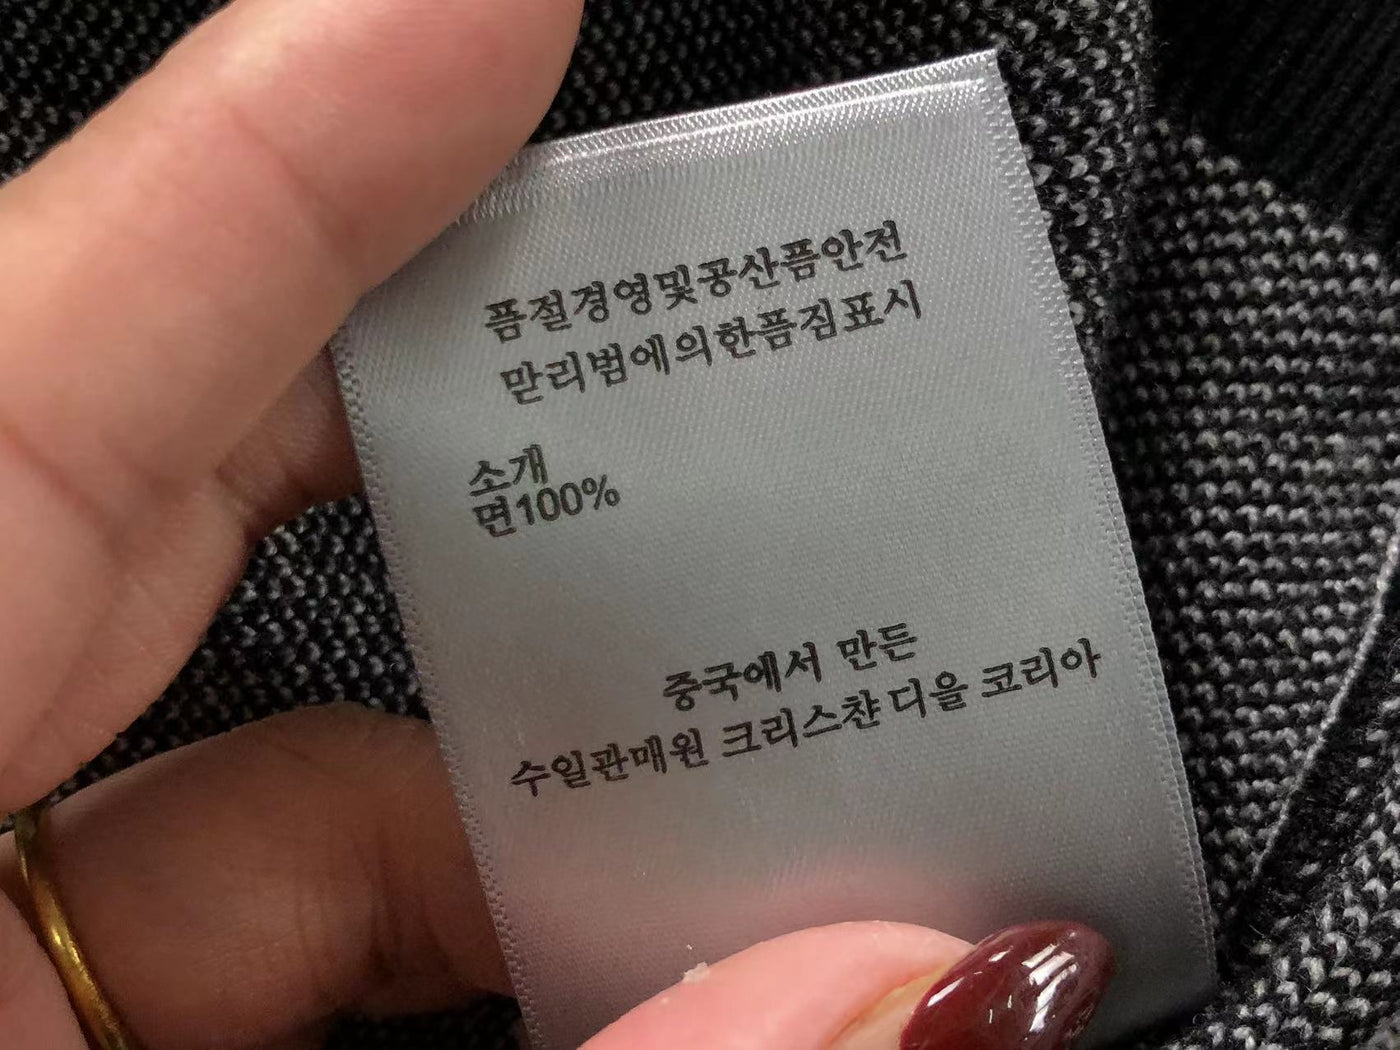 픔절경영및공산픔안전
만리범에의한픔짐표시
소개
면100%
중국에서 만든
수일관매원 크리스챤 디을 코리아